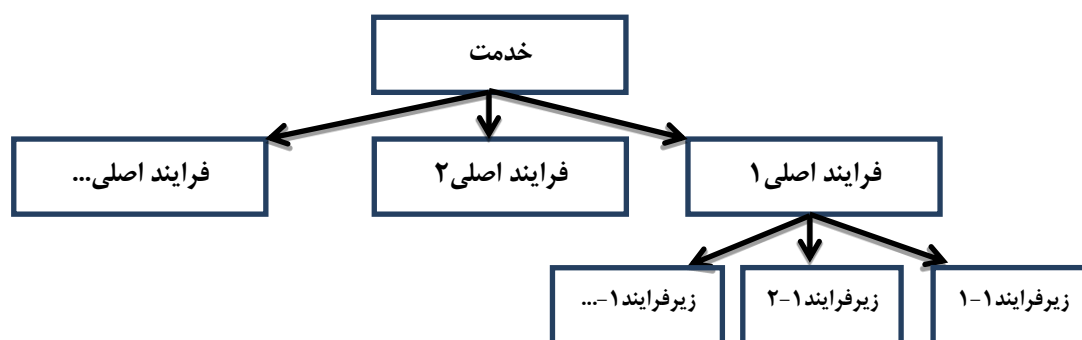 خدمت
فرایند اصلی۱
فرایند اصلی۲
فرایند اصلی...
زیرفرایند۱-۱
زیرفرایند۱-۲
زیرفرایند۱-...